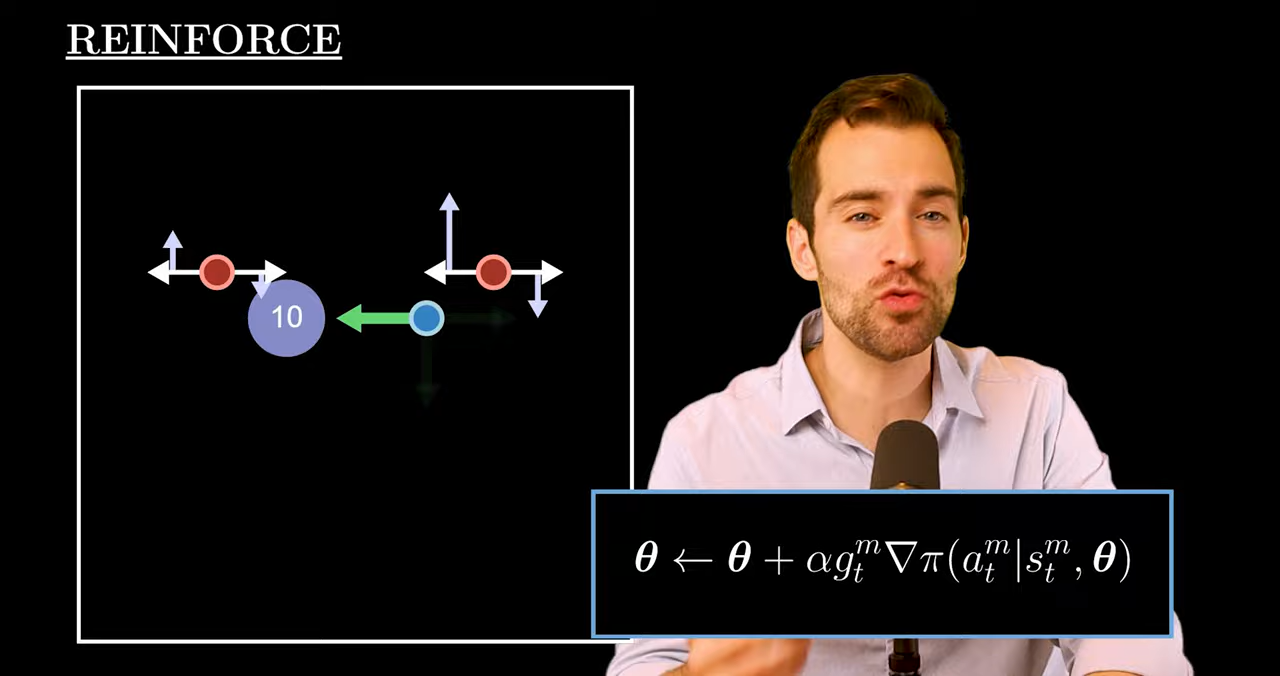 REINFORCE
10
θ ← θ + αg_t^m ∇π(a_t^m | s_t^m, θ)